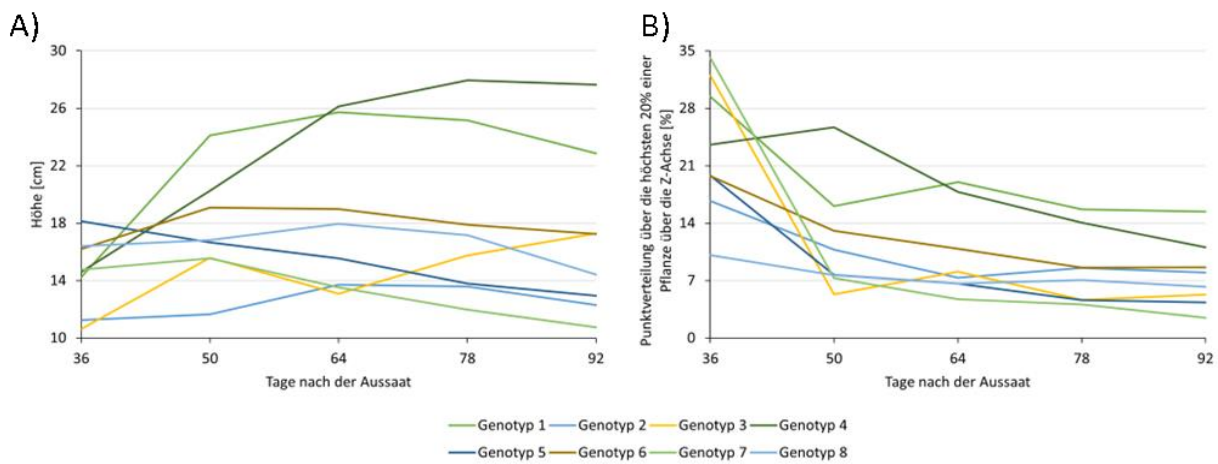 A)
Höhe [cm]
30
26
22
18
14
10
36 50 64 78 92
Tage nach der Aussaat
B)
Punktverteilung über die höchsten 20% einer
Pflanze über die Z-Achse [%]
35
28
21
14
7
0
36 50 64 78 92
Tage nach der Aussaat
Genotyp 1 Genotyp 2 Genotyp 3 Genotyp 4
Genotyp 5 Genotyp 6 Genotyp 7 Genotyp 8